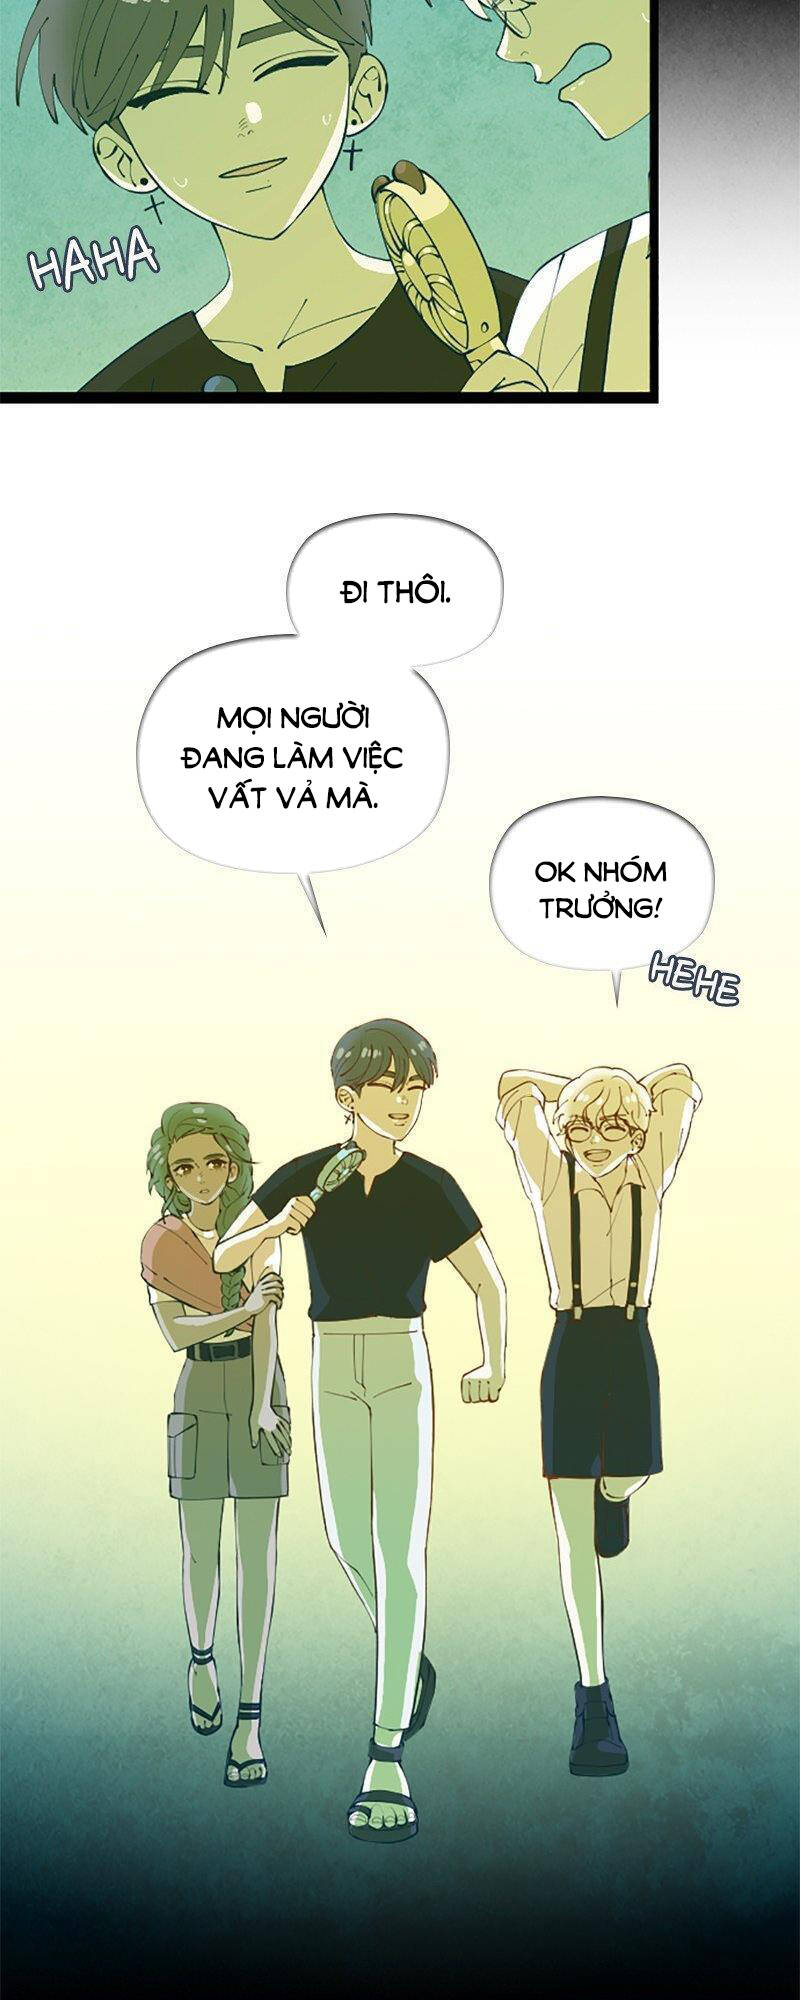 HAHA
ĐI THÔI.
MỌI NGƯỜI
ĐANG LÀM VIỆC
VẤT VẢ MÀ.
OK NHÓM
TRƯỞNG!
HEHE